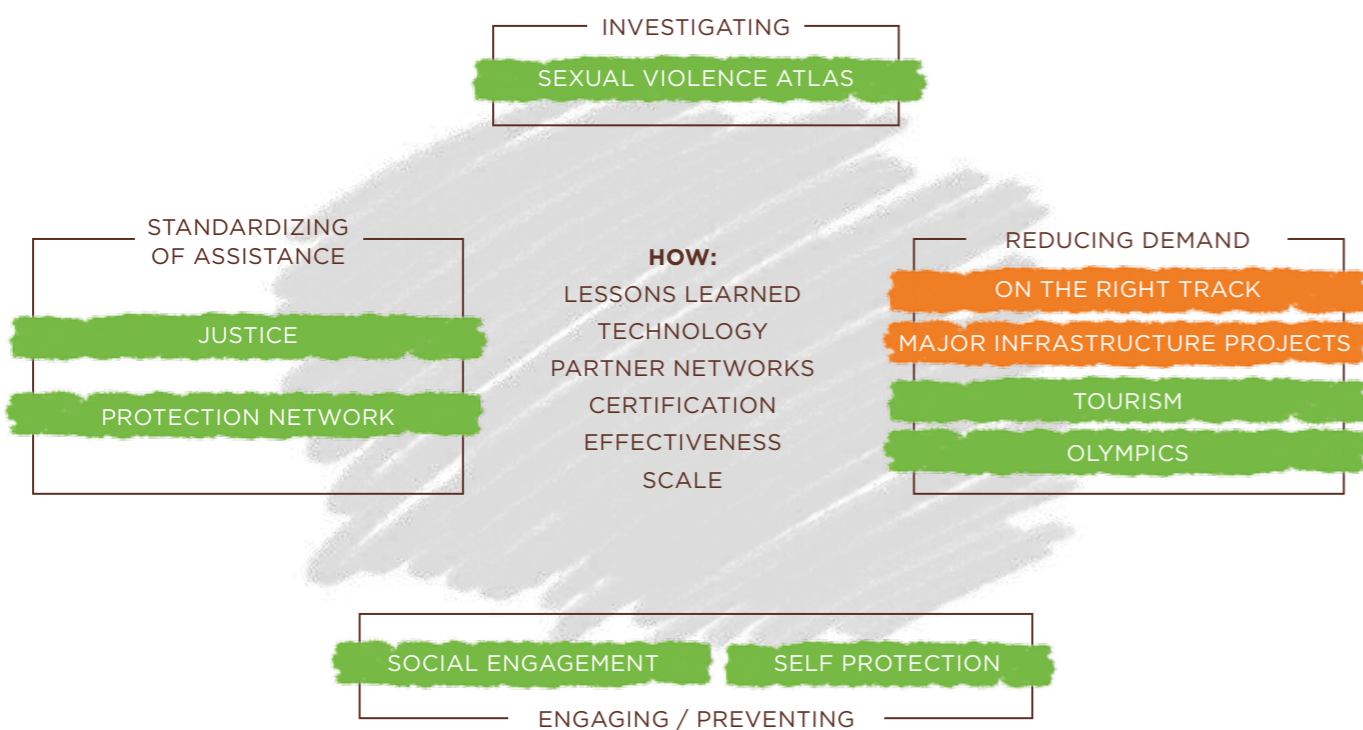 INVESTIGATING
SEXUAL VIOLENCE ATLAS
STANDARDIZING
OF ASSISTANCE
JUSTICE
PROTECTION NETWORK
HOW:
LESSONS LEARNED
TECHNOLOGY
PARTNER NETWORKS
CERTIFICATION
EFFECTIVENESS
SCALE
REDUCING DEMAND
ON THE RIGHT TRACK
MAJOR INFRASTRUCTURE PROJECTS
TOURISM
OLYMPICS
SOCIAL ENGAGEMENT
SELF PROTECTION
ENGAGING / PREVENTING